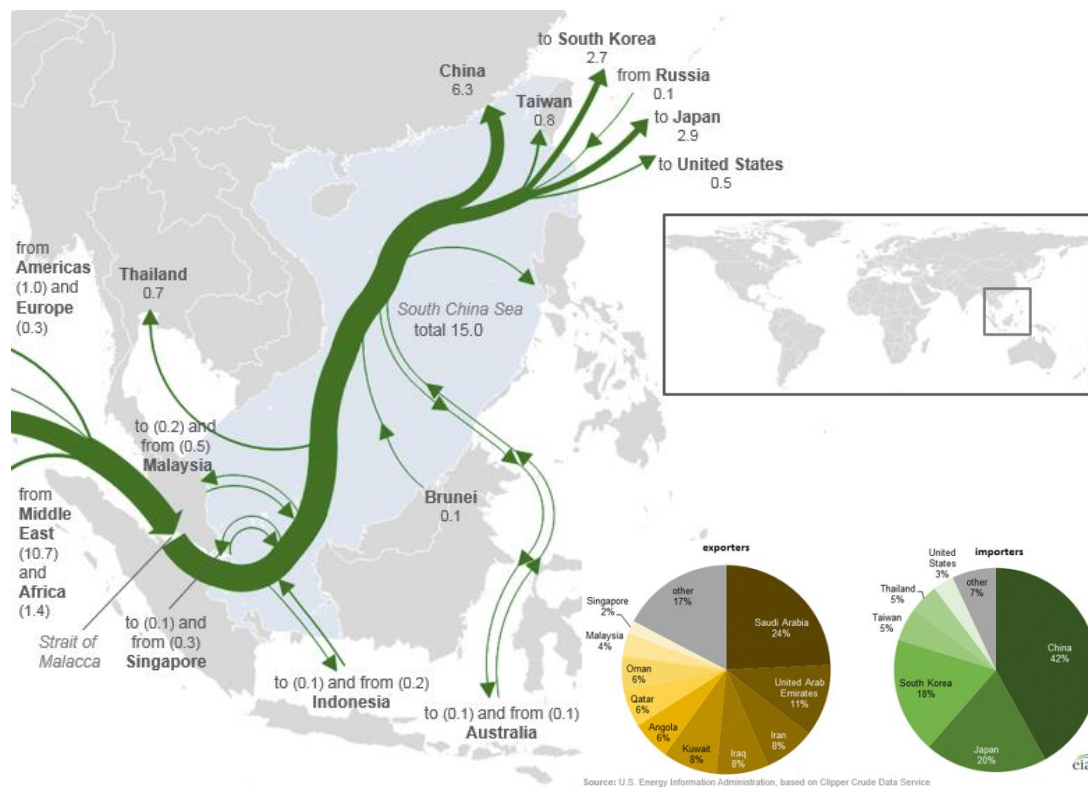 to South Korea
2.7
China
6.3
from Russia
0.1
Taiwan
0.8
to Japan
2.9
to United States
0.5
from
Americas
(1.0) and
Europe
(0.3)
Thailand
0.7
South China Sea
total 15.0
to (0.2) and
from (0.5)
Malaysia
from
Middle
East
(10.7)
and
Africa
(1.4)
Brunei
0.1
Strait of
Malacca
to (0.1) and
from (0.3)
Singapore
to (0.1) and from (0.2)
Indonesia
to (0.1) and from (0.1)
Australia
exporters
other
17%
Saudi Arabia
24%
United Arab
Emirates
11%
Iran
8%
Iraq
8%
Kuwait
8%
Angola
6%
Qatar
6%
Oman
6%
Malaysia
4%
Singapore
2%
importers
United
States
3%
other
7%
Thailand
5%
Taiwan
5%
China
42%
South Korea
18%
Japan
20%
eia
Source: U.S. Energy Information Administration, based on Clipper Crude Data Service